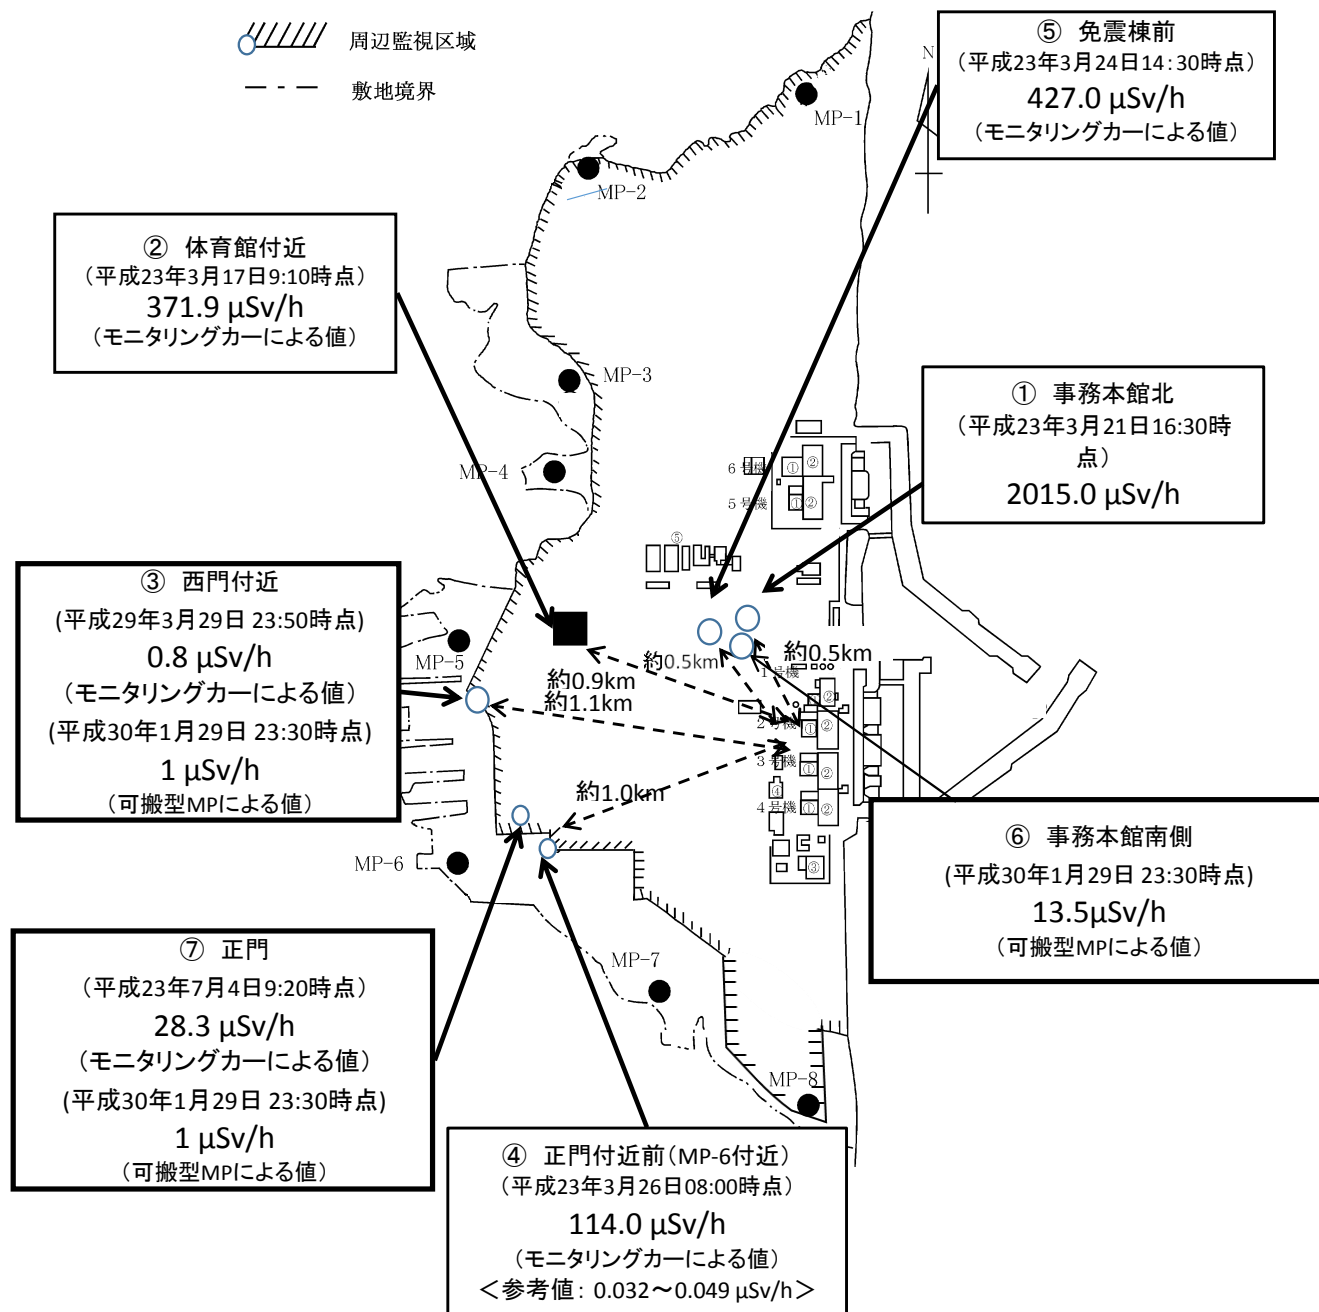 周辺監視区域
敷地境界
⑤ 免震棟前
(平成23年3月24日14:30時点)
427.0 μSv/h
(モニタリングカーによる値)
N
MP-1
MP-2
② 体育館付近
(平成23年3月17日9:10時点)
371.9 μSv/h
(モニタリングカーによる値)
MP-3
MP-4
① 事務本館北
(平成23年3月21日16:30時
点)
2015.0 μSv/h
6号機
①
②
5号機
①
②
⑤
③ 西門付近
(平成29年3月29日 23:50時点)
0.8 μSv/h
(モニタリングカーによる値)
(平成30年1月29日 23:30時点)
1 μSv/h
(可搬型MPによる値)
MP-5
約0.5km
約0.5km
約0.9km
約1.1km
1号機
②
2号機
①
②
3号機
①
②
④
4号機
①
②
③
約1.0km
MP-6
⑥ 事務本館南側
(平成30年1月29日 23:30時点)
13.5μSv/h
(可搬型MPによる値)
⑦ 正門
(平成23年7月4日9:20時点)
28.3 μSv/h
(モニタリングカーによる値)
(平成30年1月29日 23:30時点)
1 μSv/h
(可搬型MPによる値)
MP-7
MP-8
④ 正門付近前(MP-6付近)
(平成23年3月26日08:00時点)
114.0 μSv/h
(モニタリングカーによる値)
<参考値: 0.032~0.049 μSv/h>